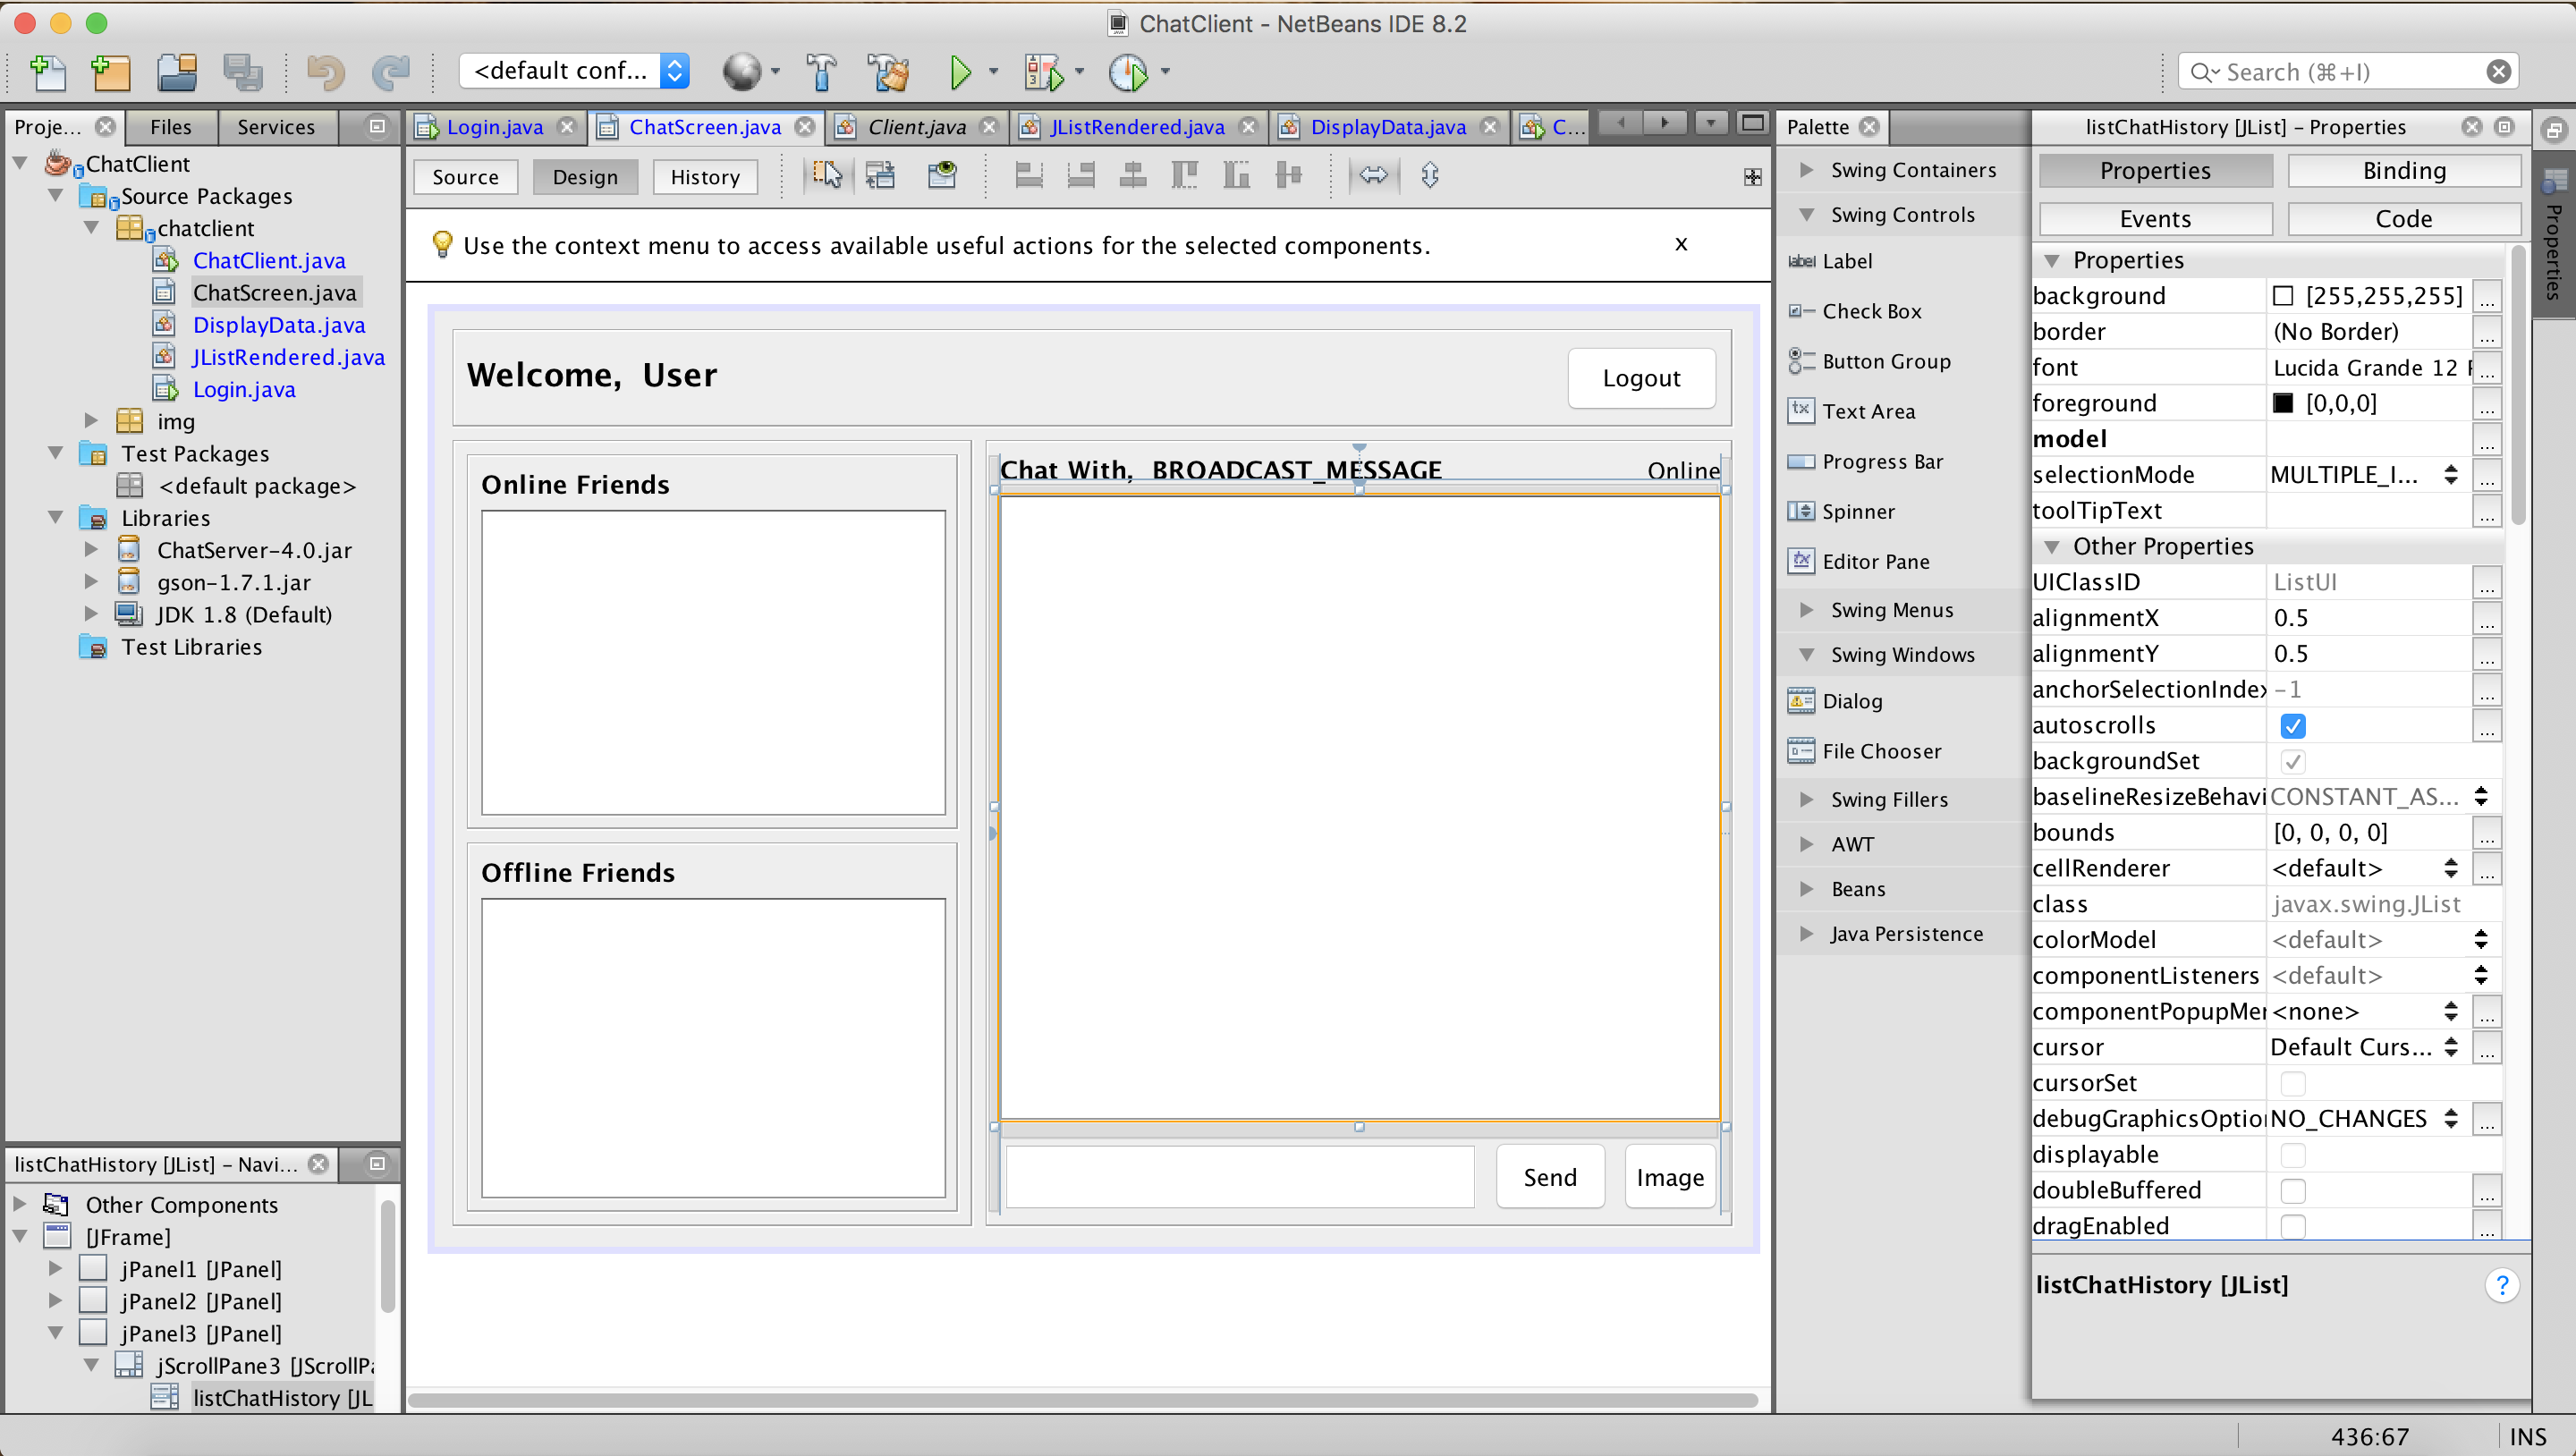 ChatClient - NetBeans IDE 8.2
<default conf...
Search (⌘+I)
Proje...
Files
Services
ChatClient
Source Packages
chatclient
ChatClient.java
ChatScreen.java
DisplayData.java
JListRendered.java
Login.java
img
Test Packages
<default package>
Libraries
ChatServer-4.0.jar
gson-1.7.1.jar
JDK 1.8 (Default)
Test Libraries
listChatHistory [JList] - Navi...
Other Components
[JFrame]
jPanel1 [JPanel]
jPanel2 [JPanel]
jPanel3 [JPanel]
jScrollPane3 [JScrollPa
listChatHistory [JL
Login.java
ChatScreen.java
Client.java
JListRendered.java
DisplayData.java
C...
Source
Design
History
Use the context menu to access available useful actions for the selected components.
x
Welcome, User
Logout
Online Friends
Offline Friends
Chat With, BROADCAST_MESSAGE
Online
Send
Image
Palette
Swing Containers
Swing Controls
label Label
Check Box
Button Group
Text Area
Progress Bar
Spinner
Editor Pane
Swing Menus
Swing Windows
Dialog
File Chooser
Swing Fillers
AWT
Beans
Java Persistence
listChatHistory [JList] - Properties
Properties
Binding
Events
Code
Properties
background [255,255,255] ...
border (No Border) ...
font Lucida Grande 12 ...
foreground [0,0,0] ...
model ...
selectionMode MULTIPLE_I... ...
toolTipText ...
Other Properties
UIClassID ListUI ...
alignmentX 0.5 ...
alignmentY 0.5 ...
anchorSelectionIndex -1 ...
autoscrolls ...
backgroundSet
baselineResizeBehavi CONSTANT_AS...
bounds [0, 0, 0, 0] ...
cellRenderer <default> ...
class javax.swing.JList
colorModel <default>
componentListeners <default>
componentPopupMen <none> ...
cursor Default Curs... ...
cursorSet
debugGraphicsOption NO_CHANGES ...
displayable
doubleBuffered ...
dragEnabled ...
listChatHistory [JList]
?
Properties
436:67
INS